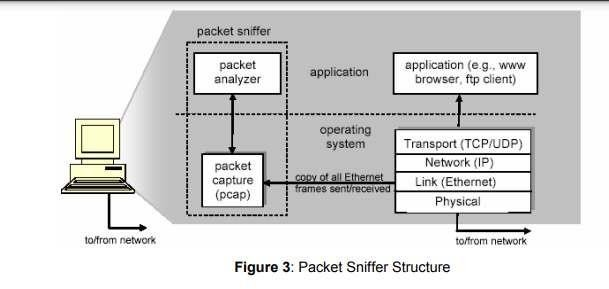 packet sniffer
packet
analyzer
application
application (e.g., www
browser, ftp client)
operating
system
packet
capture
(pcap)
copy of all Ethernet
frames sent/received
Transport (TCP/UDP)
Network (IP)
Link (Ethernet)
Physical
to/from network
to/from network
Figure 3: Packet Sniffer Structure